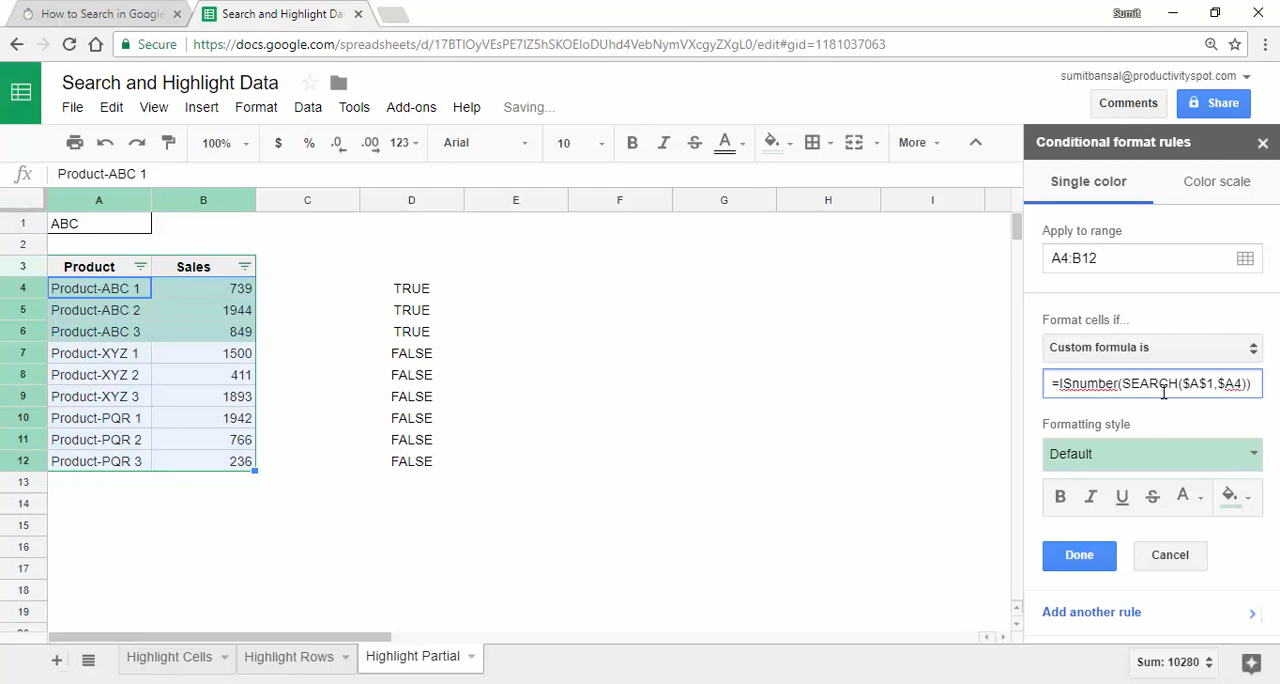 How to Search in Google
Search and Highlight Dat
Sumit
Secure
https://docs.google.com/spreadsheets/d/17BTIOyVEsPE7IZ5hSKOEIoDUhd4VebNymVXcgyZXgL0/edit#gid=1181037063
Search and Highlight Data
sumitbansal@productivityspot.com
File Edit View Insert Format Data Tools Add-ons Help Saving...
Comments
Share
100% $ % .0 .00 123 Arial 10 B I S A More
fx Product-ABC 1
A B C D E F G H I
1 ABC
2
3 Product Sales
4 Product-ABC 1 739 TRUE
5 Product-ABC 2 1944 TRUE
6 Product-ABC 3 849 TRUE
7 Product-XYZ 1 1500 FALSE
8 Product-XYZ 2 411 FALSE
9 Product-XYZ 3 1893 FALSE
10 Product-PQR 1 1942 FALSE
11 Product-PQR 2 766 FALSE
12 Product-PQR 3 236 FALSE
13
14
15
16
17
18
19
Conditional format rules
Single color
Color scale
Apply to range
A4:B12
Format cells if...
Custom formula is
=ISnumber(SEARCH($A$1,$A4))
Formatting style
Default
B I U S A
Done
Cancel
Add another rule
Highlight Cells Highlight Rows Highlight Partial
Sum: 10280